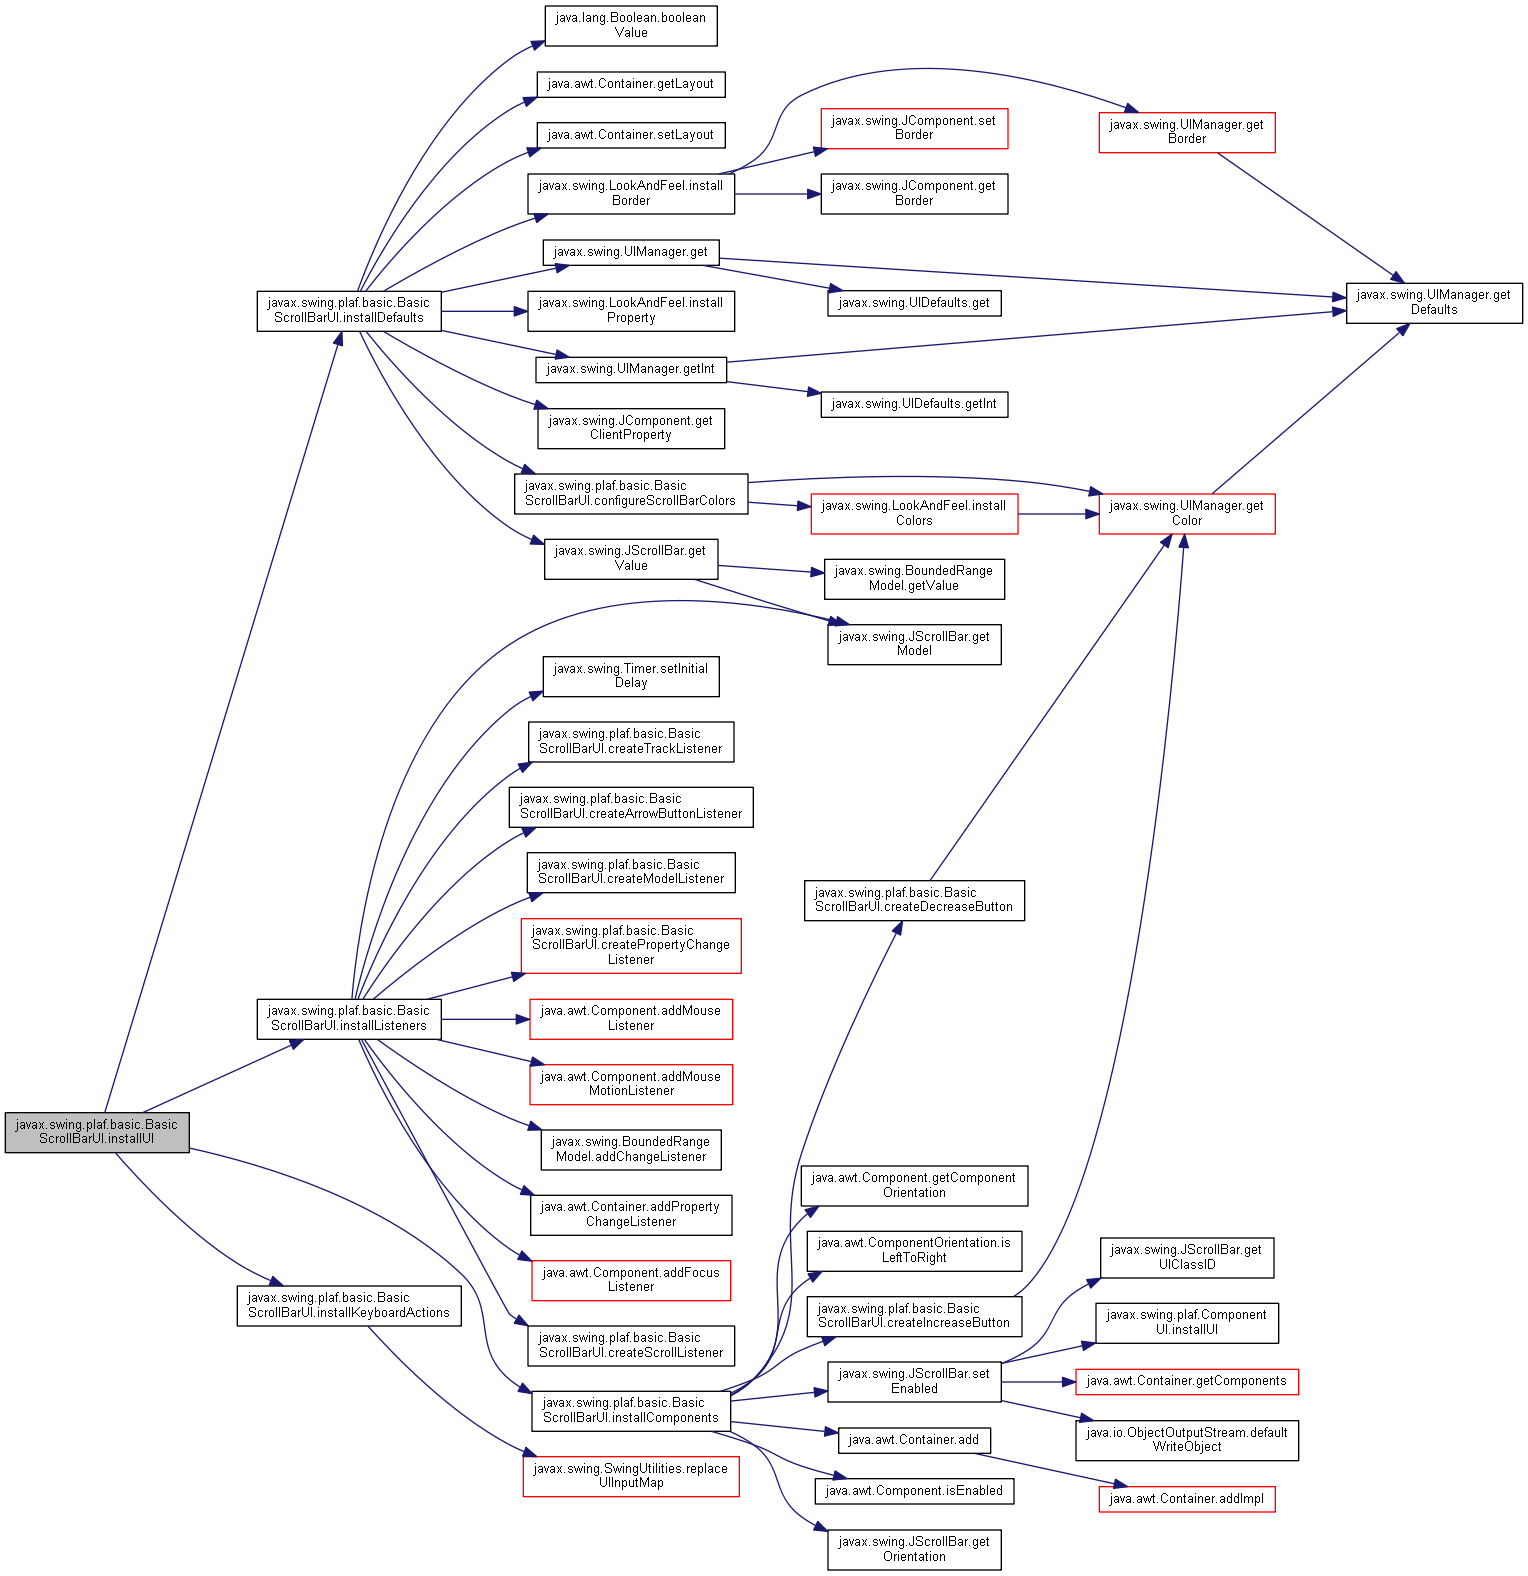 java.lang.Boolean.boolean
Value
java.awt.Container.getLayout
java.awt.Container.setLayout
javax.swing.LookAndFeel.install
Border
javax.swing.JComponent.set
Border
javax.swing.JComponent.get
Border
javax.swing.UIManager.get
Border
javax.swing.UIManager.get
javax.swing.UIDefaults.get
javax.swing.UIManager.get
Defaults
javax.swing.plaf.basic.Basic
ScrollBarUI.installDefaults
javax.swing.LookAndFeel.install
Property
javax.swing.UIManager.getInt
javax.swing.UIDefaults.getInt
javax.swing.JComponent.get
ClientProperty
javax.swing.plaf.basic.Basic
ScrollBarUI.configureScrollBarColors
javax.swing.LookAndFeel.install
Colors
javax.swing.UIManager.get
Color
javax.swing.JScrollBar.get
Value
javax.swing.BoundedRange
Model.getValue
javax.swing.JScrollBar.get
Model
javax.swing.Timer.setInitial
Delay
javax.swing.plaf.basic.Basic
ScrollBarUI.createTrackListener
javax.swing.plaf.basic.Basic
ScrollBarUI.createArrowButtonListener
javax.swing.plaf.basic.Basic
ScrollBarUI.createModelListener
javax.swing.plaf.basic.Basic
ScrollBarUI.createDecreaseButton
javax.swing.plaf.basic.Basic
ScrollBarUI.createPropertyChange
Listener
javax.swing.plaf.basic.Basic
ScrollBarUI.installListeners
java.awt.Component.addMouse
Listener
java.awt.Component.addMouse
MotionListener
javax.swing.plaf.basic.Basic
ScrollBarUI.installUI
javax.swing.BoundedRange
Model.addChangeListener
java.awt.Component.getComponent
Orientation
java.awt.Container.addProperty
ChangeListener
java.awt.ComponentOrientation.is
LeftToRight
javax.swing.JScrollBar.get
UIClassID
java.awt.Component.addFocus
Listener
javax.swing.plaf.basic.Basic
ScrollBarUI.installKeyboardActions
javax.swing.plaf.basic.Basic
ScrollBarUI.createIncreaseButton
javax.swing.plaf.Component
UI.installUI
javax.swing.plaf.basic.Basic
ScrollBarUI.createScrollListener
javax.swing.JScrollBar.set
Enabled
java.awt.Container.getComponents
javax.swing.plaf.basic.Basic
ScrollBarUI.installComponents
java.awt.Container.add
java.io.ObjectOutputStream.default
WriteObject
javax.swing.SwingUtilities.replace
UIInputMap
java.awt.Component.isEnabled
java.awt.Container.addImpl
javax.swing.JScrollBar.get
Orientation